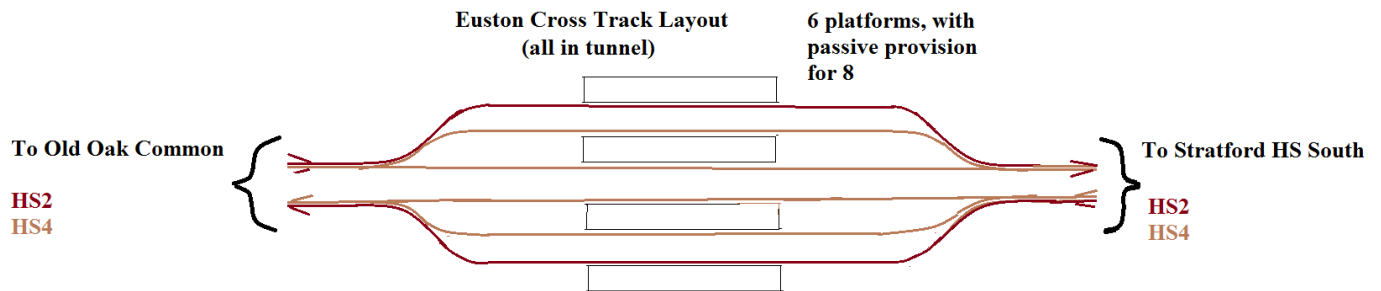 Euston Cross Track Layout
(all in tunnel)
6 platforms, with
passive provision
for 8
To Old Oak Common
HS2
HS4
To Stratford HS South
HS2
HS4